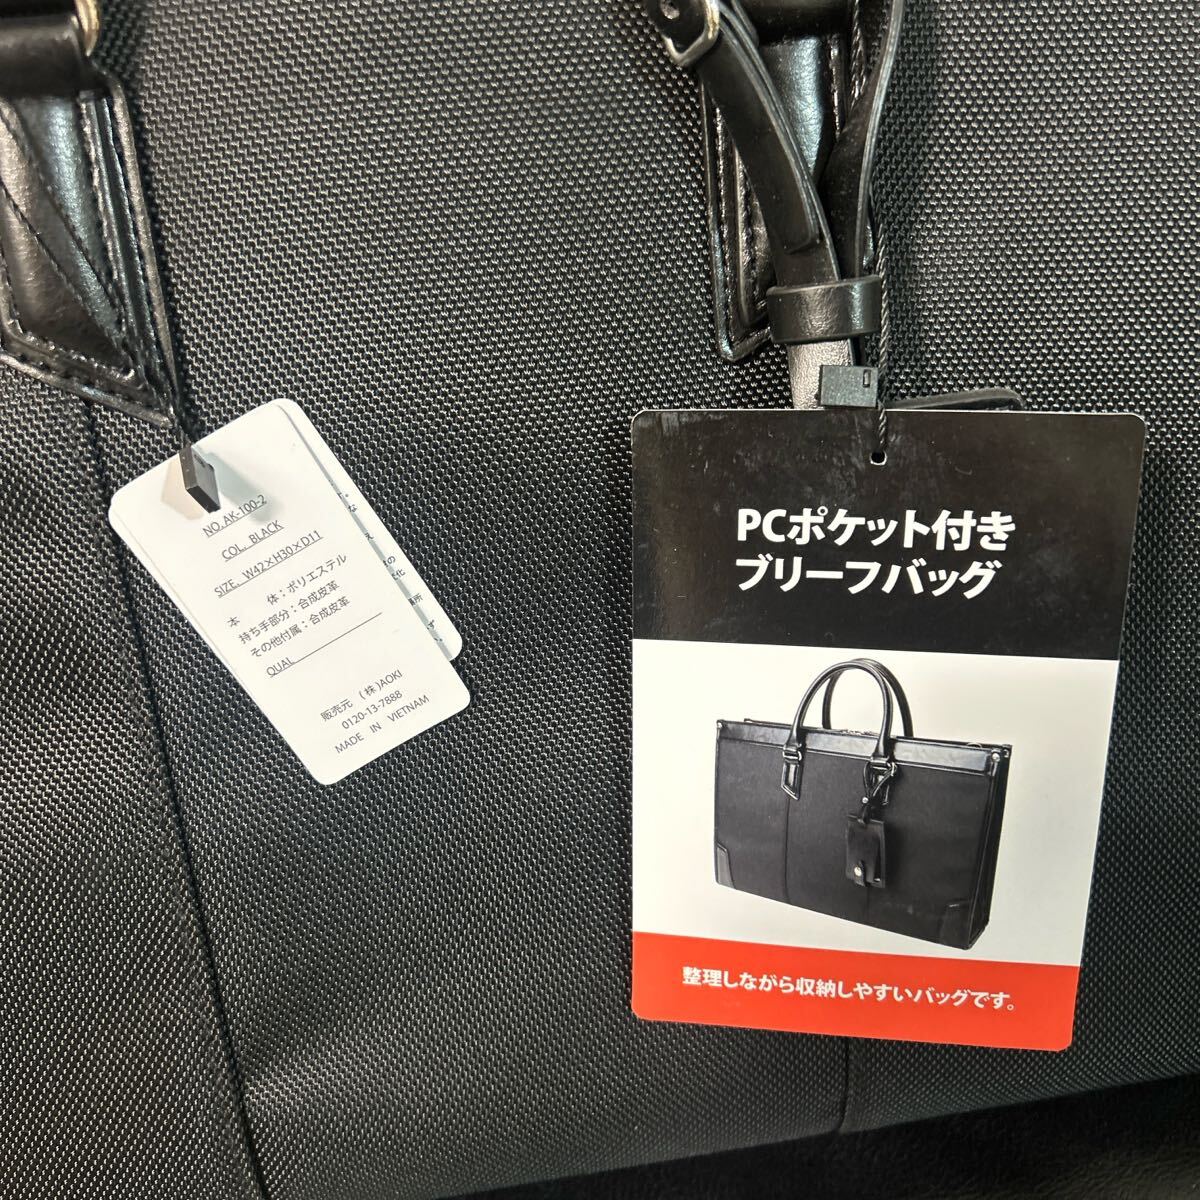 NO. AK-100-2
COL. BLACK
SIZE. W42×H30×D11
本　　体：ポリエステル
持ち手部分：合成皮革
その他付属：合成皮革
QUAL
販売元　(株)AOKI
0120-13-7888
MADE IN VIETNAM
PCポケット付き
ブリーフバッグ
整理しながら収納しやすいバッグです。